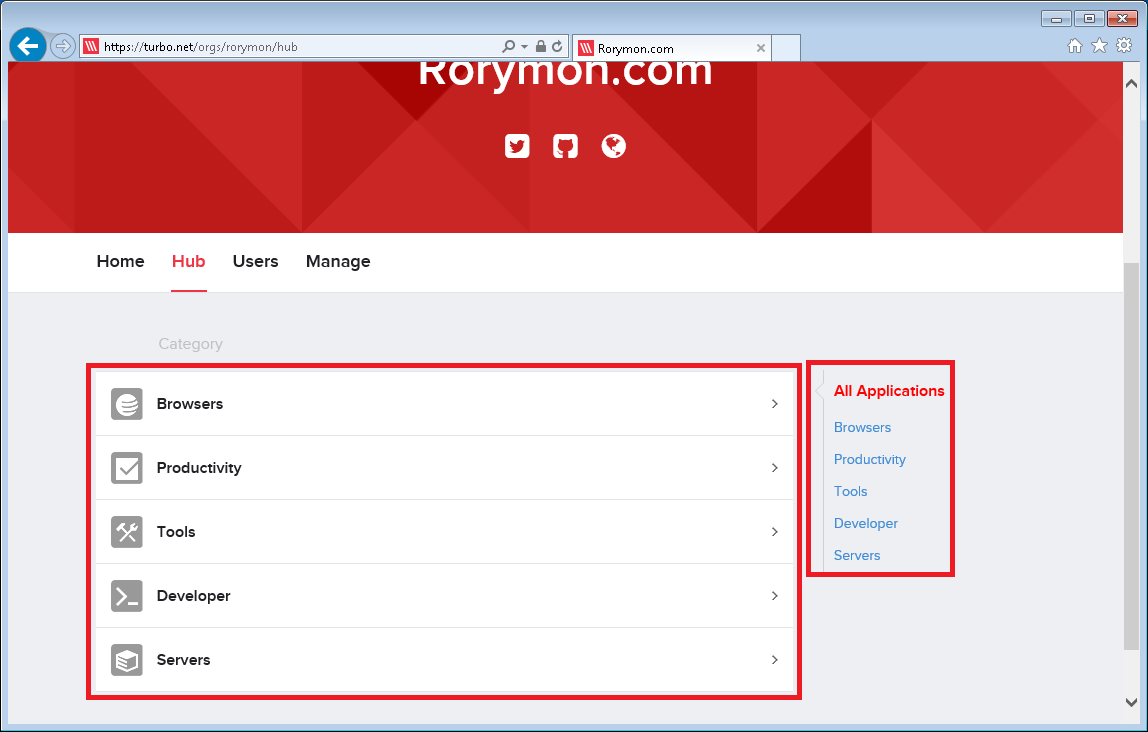 https://turbo.net/orgs/rorymon/hub
Rorymon.com
Rorymon.com
Home Hub Users Manage
Category
Browsers
Productivity
Tools
Developer
Servers
All Applications
Browsers
Productivity
Tools
Developer
Servers